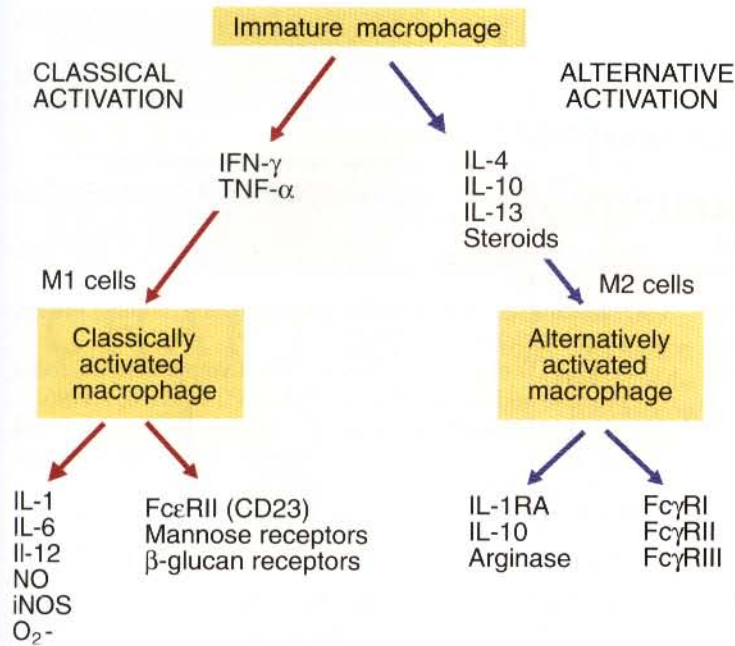 Immature macrophage
CLASSICAL
ACTIVATION
ALTERNATIVE
ACTIVATION
IFN-γ
TNF-α
IL-4
IL-10
IL-13
Steroids
M1 cells
M2 cells
Classically
activated
macrophage
Alternatively
activated
macrophage
IL-1
IL-6
Il-12
NO
iNOS
O₂-
FcεRII (CD23)
Mannose receptors
β-glucan receptors
IL-1RA
IL-10
Arginase
FcγRI
FcγRII
FcγRIII